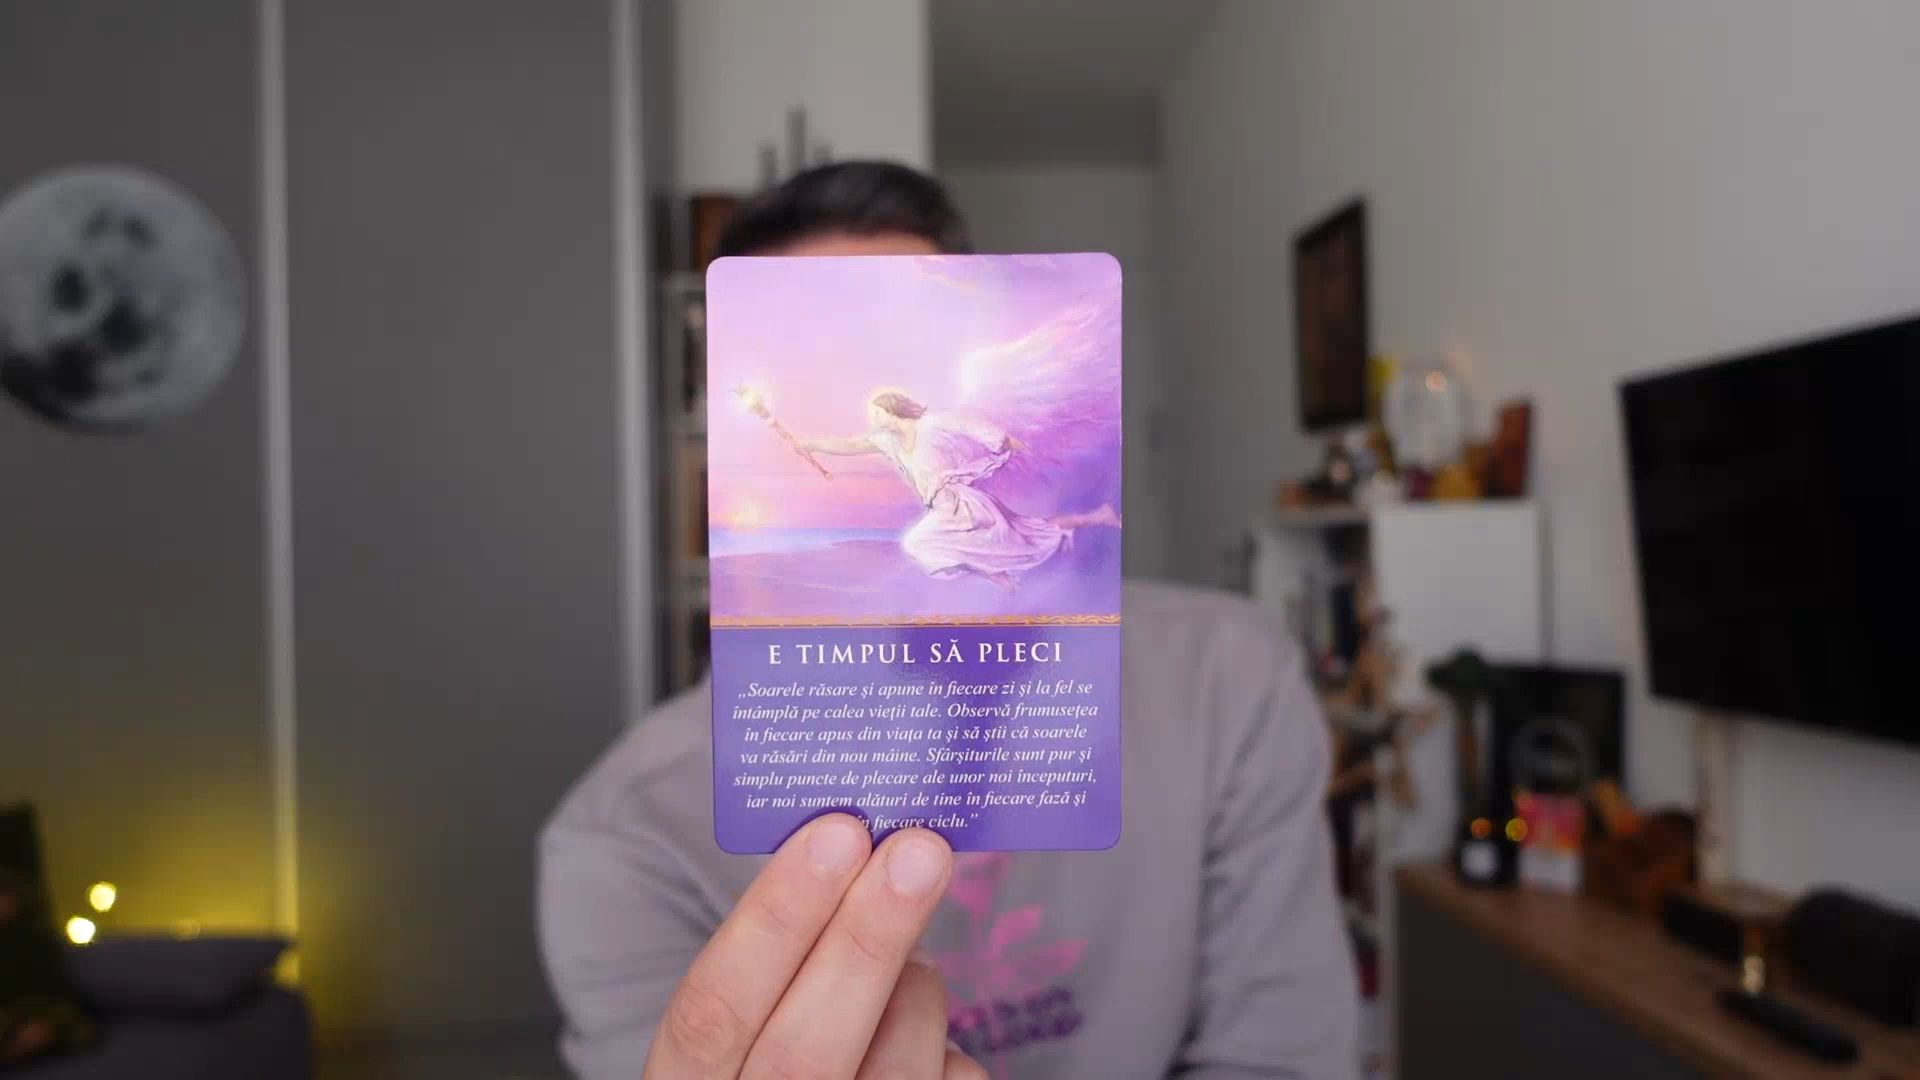 E TIMPUL SĂ PLECI
„Soarele răsare și apune în fiecare zi și la fel se
întâmplă pe calea vieții tale. Observă frumusețea
în fiecare apus din viața ta și să știi că soarele
va răsări din nou mâine. Sfârșiturile sunt pur și
simplu puncte de plecare ale unor noi începuturi,
iar noi suntem alături de tine în fiecare fază și
în fiecare ciclu.”